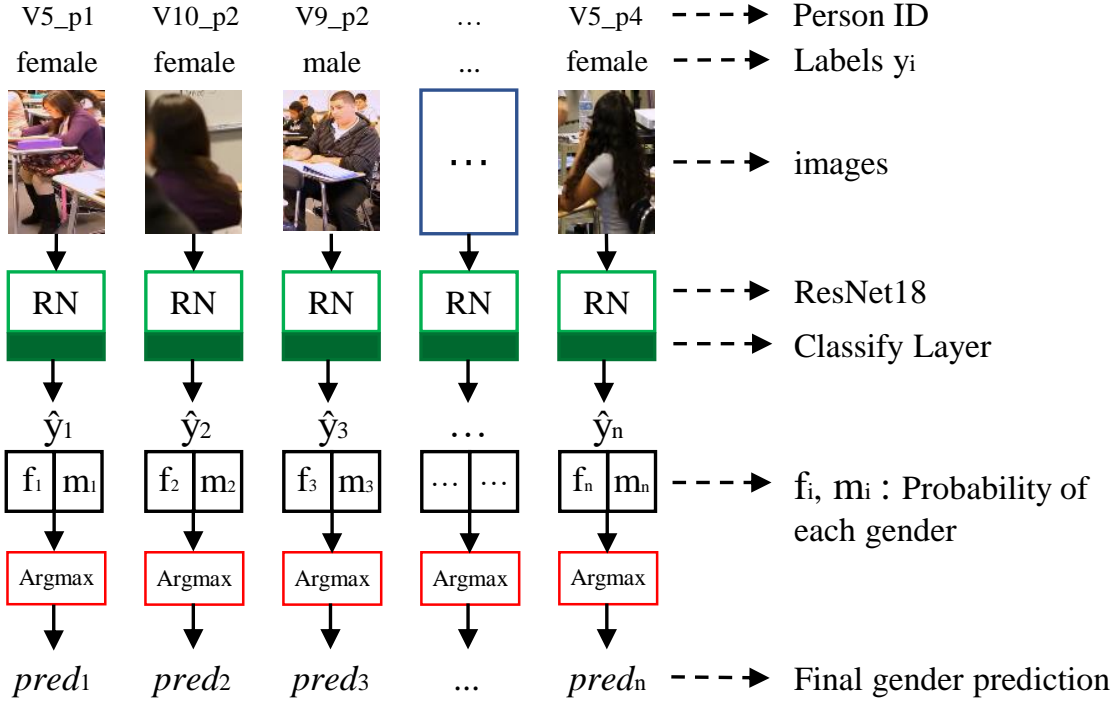 V5_p1 V10_p2 V9_p2 ... V5_p4 Person ID
female female male ... female Labels yi
... images
RN RN RN RN RN ResNet18
Classify Layer
ŷ1 ŷ2 ŷ3 ... ŷn
f1 m1 f2 m2 f3 m3 ... ... fn mn fi, mi : Probability of
each gender
Argmax Argmax Argmax Argmax Argmax
pred1 pred2 pred3 ... predn Final gender prediction